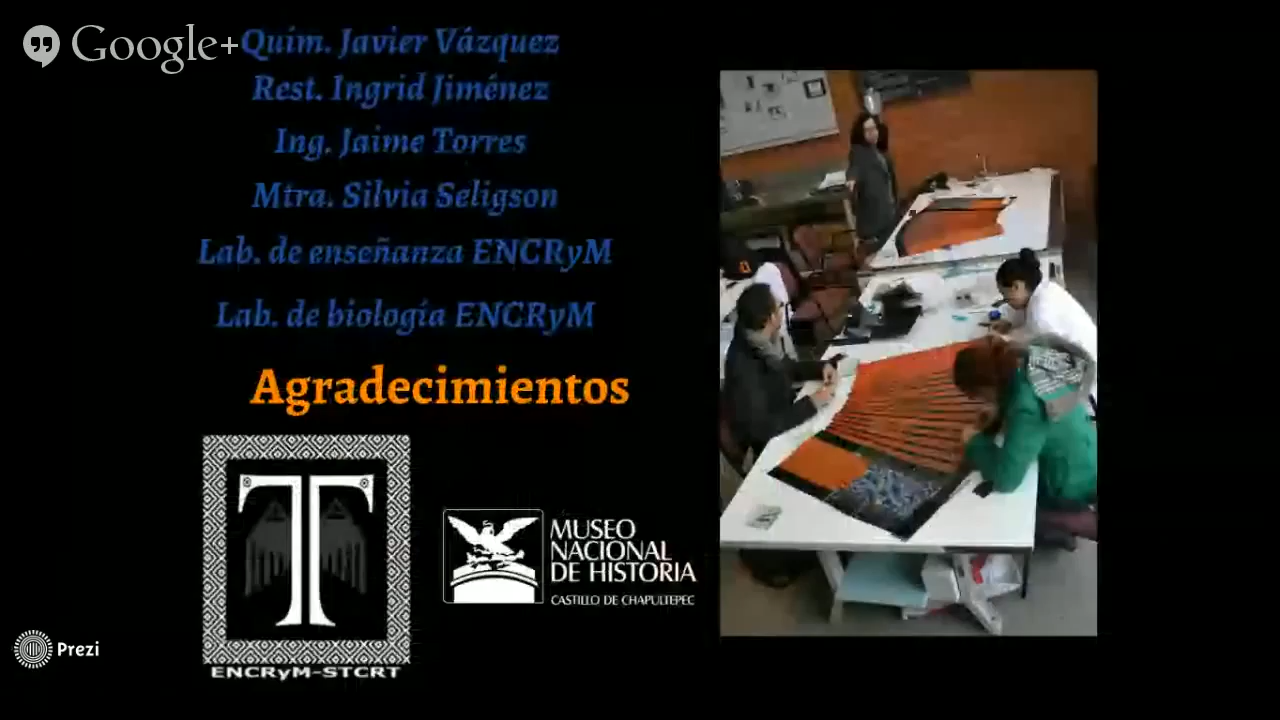 Google+
Quím. Javier Vázquez
Rest. Ingrid Jiménez
Ing. Jaime Torres
Mtra. Silvia Seligson
Lab. de enseñanza ENCRyM
Lab. de biología ENCRyM
Agradecimientos
T
ENCRyM-STCRT
MUSEO
NACIONAL
DE HISTORIA
CASTILLO DE CHAPULTEPEC
Prezi